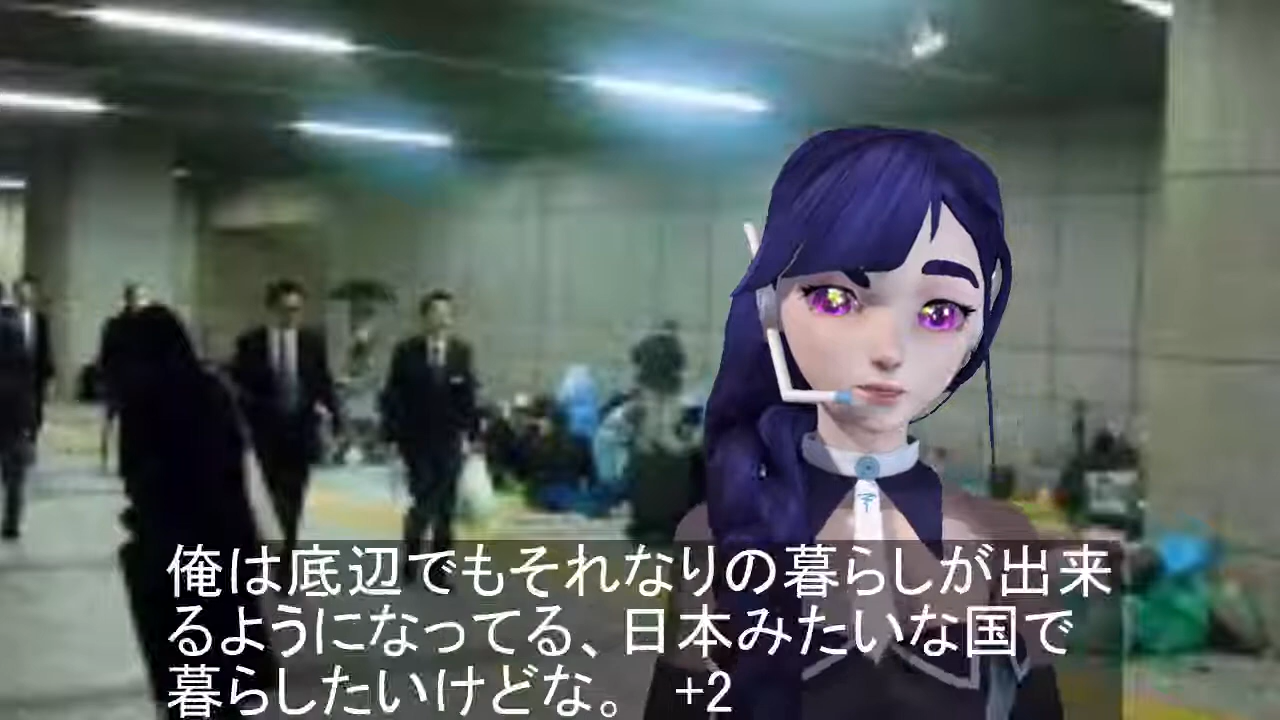 俺は底辺でもそれなりの暮らしが出来
るようになってる、日本みたいな国で
暮らしたいけどな。 +2